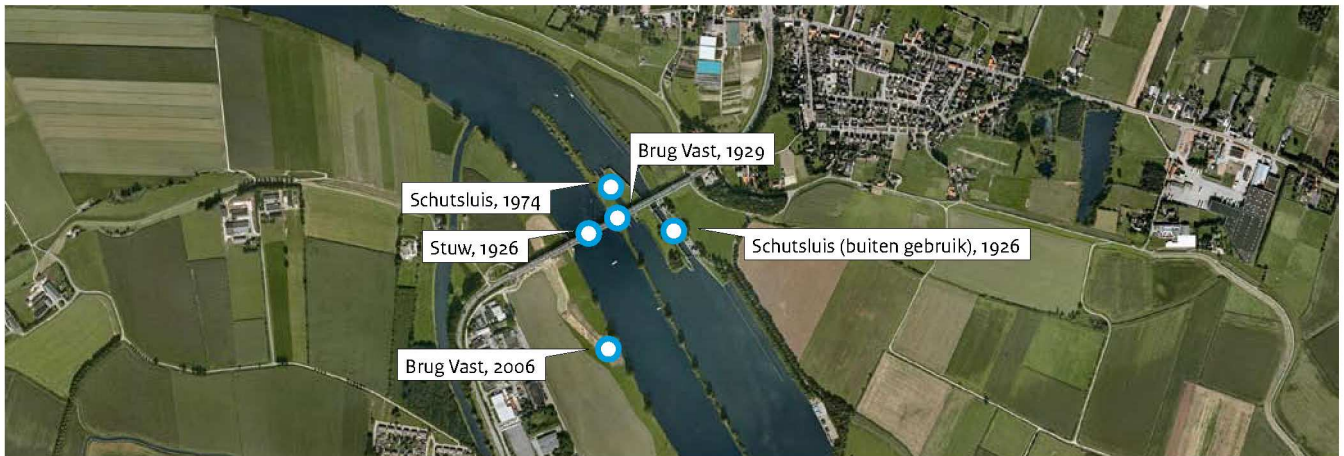 Brug Vast, 1929
Schutsluis, 1974
Stuw, 1926
Schutsluis (buiten gebruik), 1926
Brug Vast, 2006